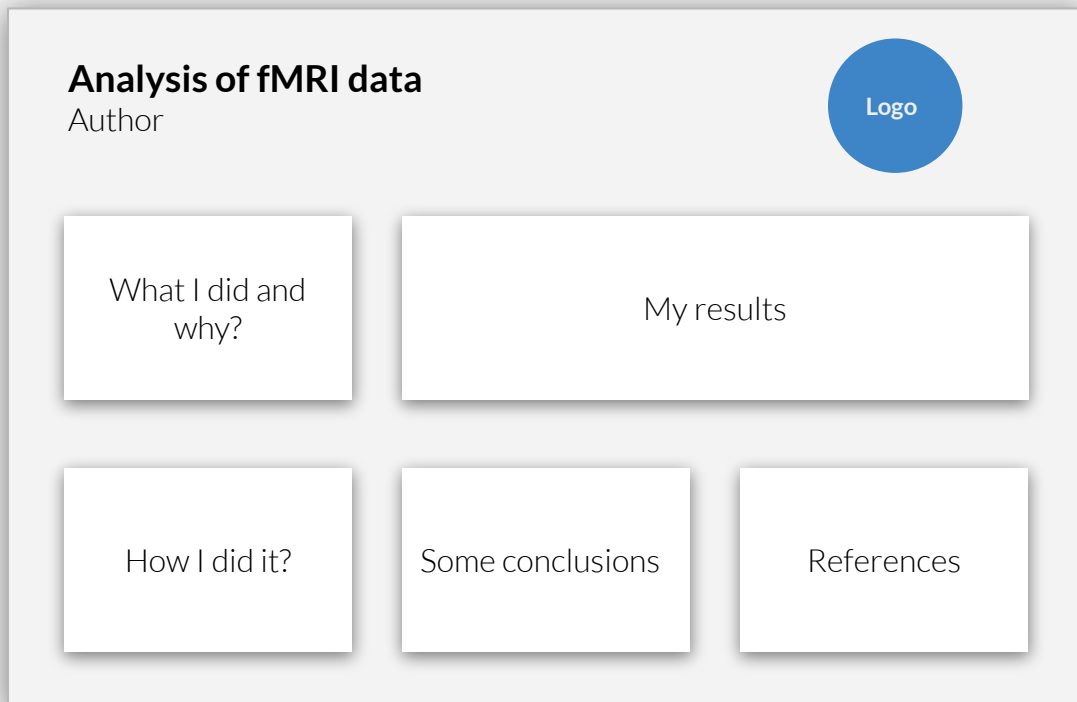 Analysis of fMRI data
Author
Logo
What I did and
why?
My results
How I did it?
Some conclusions
References